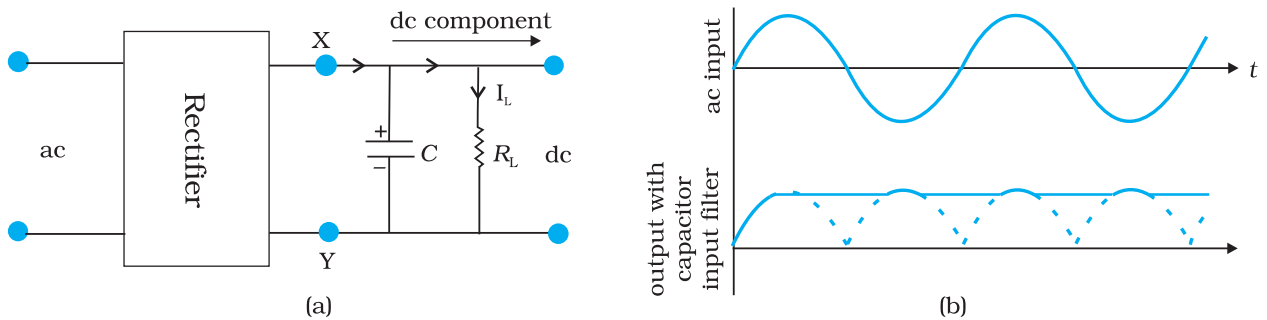 dc component
X
I_L
+
−
C
R_L
ac
Rectifier
dc
Y
(a)
ac input
t
output with
capacitor
input filter
(b)